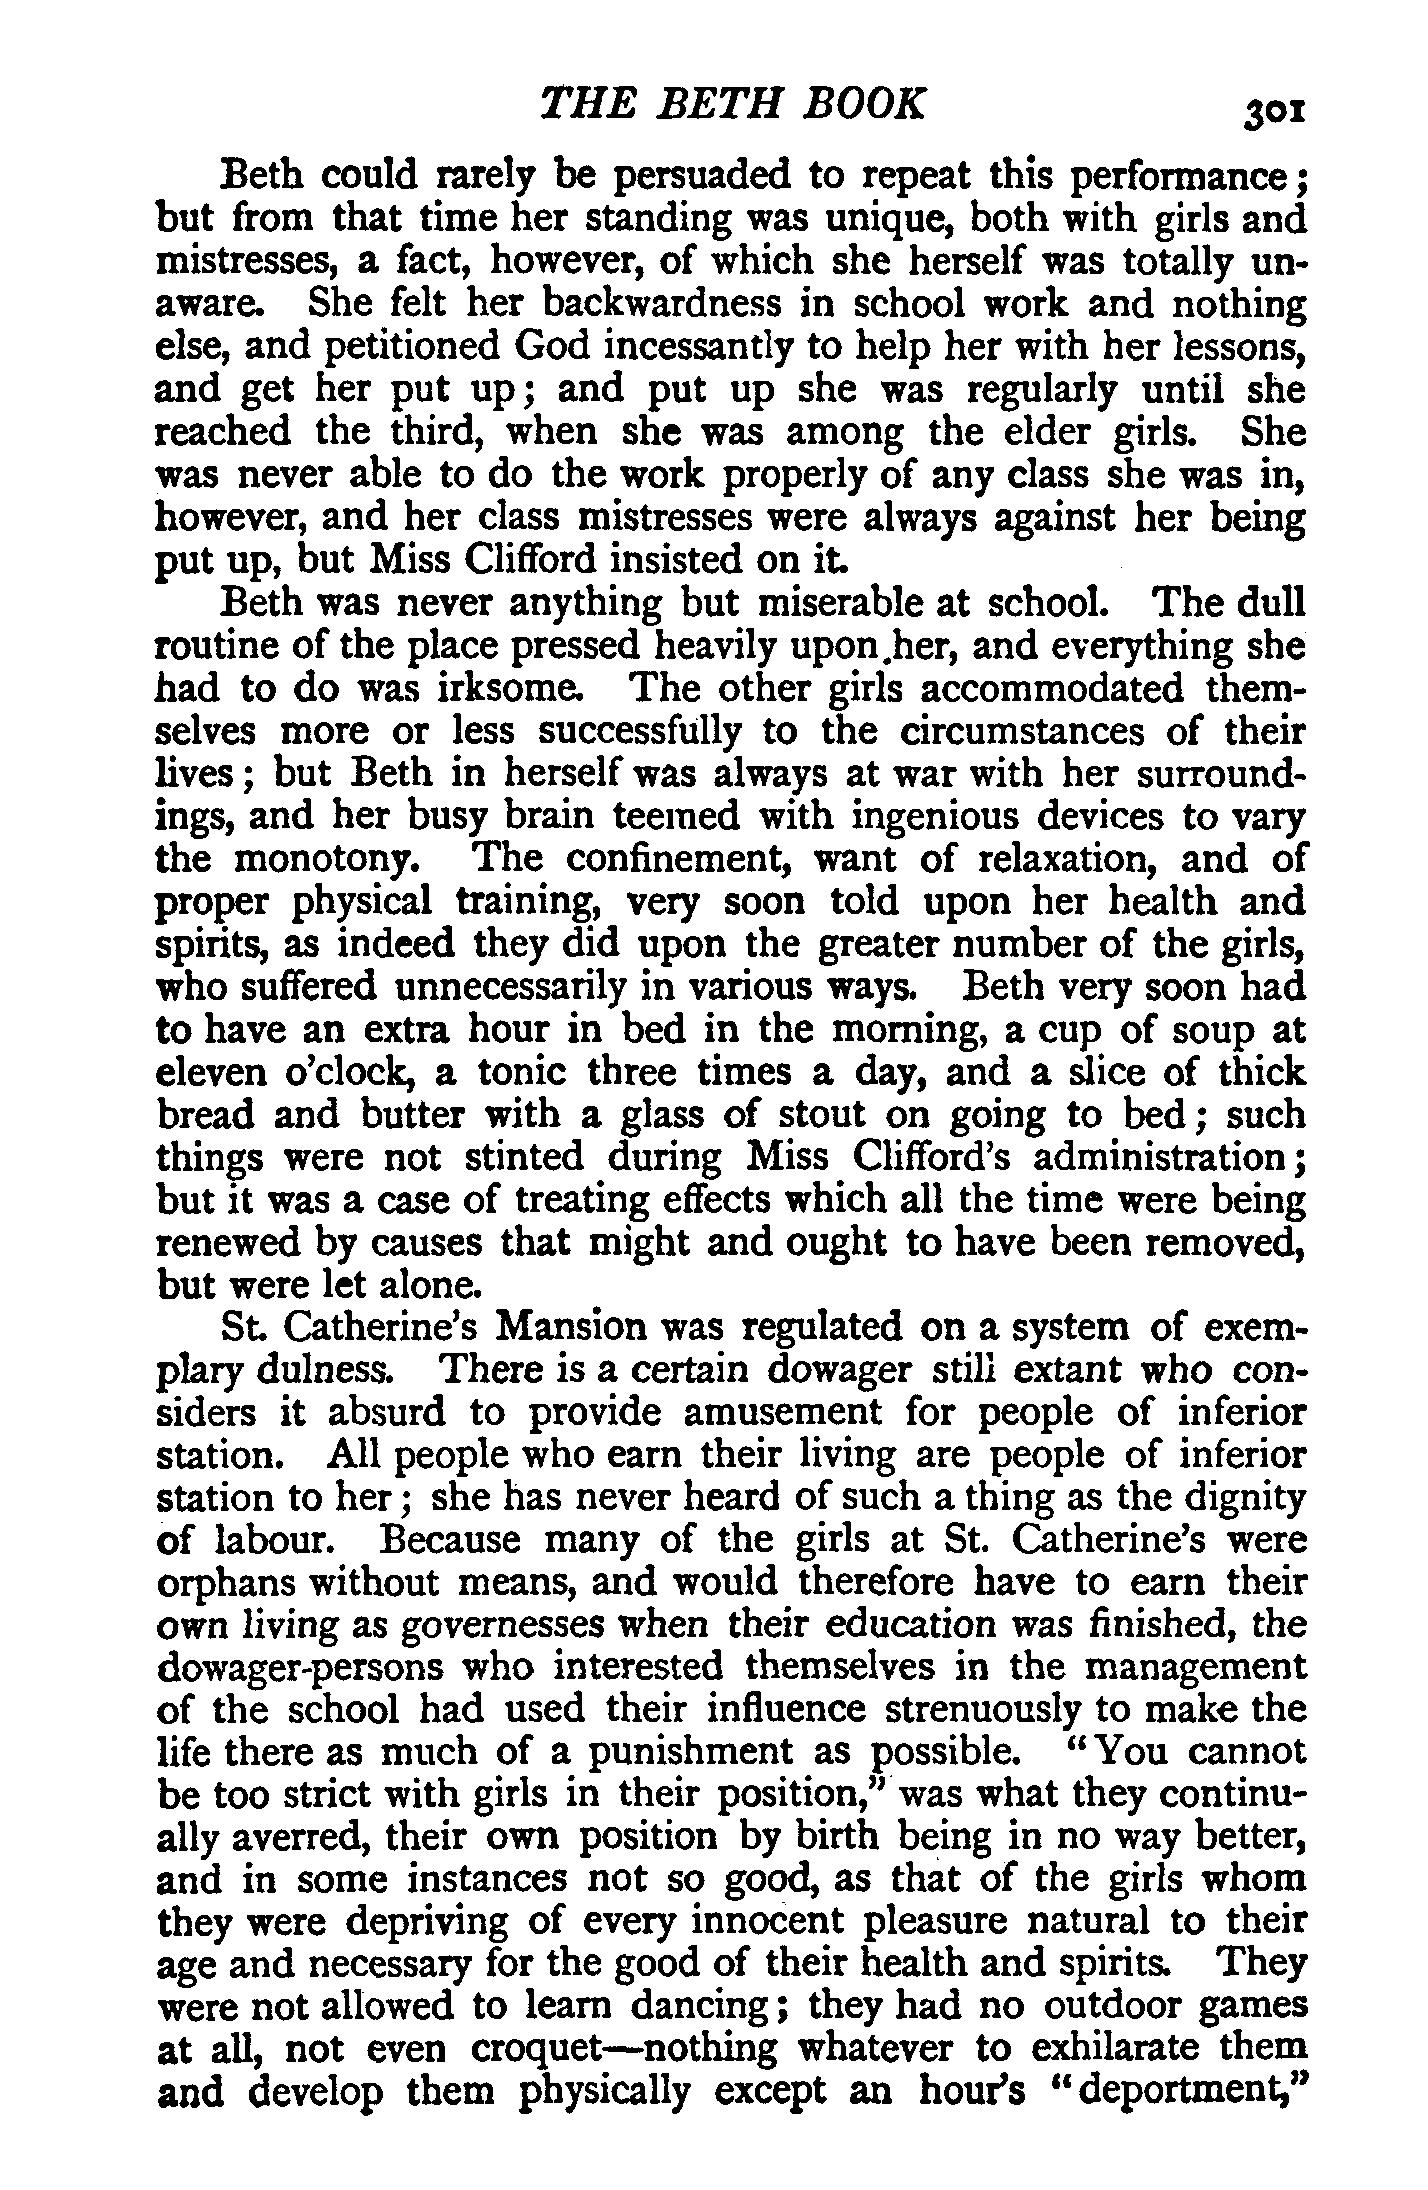 THE BETH BOOK 301
Beth could rarely be persuaded to repeat this performance;
but from that time her standing was unique, both with girls and
mistresses, a fact, however, of which she herself was totally un-
aware. She felt her backwardness in school work and nothing
else, and petitioned God incessantly to help her with her lessons,
and get her put up; and put up she was regularly until she
reached the third, when she was among the elder girls. She
was never able to do the work properly of any class she was in,
however, and her class mistresses were always against her being
put up, but Miss Clifford insisted on it.
Beth was never anything but miserable at school. The dull
routine of the place pressed heavily upon her, and everything she
had to do was irksome. The other girls accommodated them-
selves more or less successfully to the circumstances of their
lives; but Beth in herself was always at war with her surround-
ings, and her busy brain teemed with ingenious devices to vary
the monotony. The confinement, want of relaxation, and of
proper physical training, very soon told upon her health and
spirits, as indeed they did upon the greater number of the girls,
who suffered unnecessarily in various ways. Beth very soon had
to have an extra hour in bed in the morning, a cup of soup at
eleven o'clock, a tonic three times a day, and a slice of thick
bread and butter with a glass of stout on going to bed; such
things were not stinted during Miss Clifford's administration;
but it was a case of treating effects which all the time were being
renewed by causes that might and ought to have been removed,
but were let alone.
St. Catherine's Mansion was regulated on a system of exem-
plary dulness. There is a certain dowager still extant who con-
siders it absurd to provide amusement for people of inferior
station. All people who earn their living are people of inferior
station to her; she has never heard of such a thing as the dignity
of labour. Because many of the girls at St. Catherine's were
orphans without means, and would therefore have to earn their
own living as governesses when their education was finished, the
dowager-persons who interested themselves in the management
of the school had used their influence strenuously to make the
life there as much of a punishment as possible. "You cannot
be too strict with girls in their position," was what they continu-
ally averred, their own position by birth being in no way better,
and in some instances not so good, as that of the girls whom
they were depriving of every innocent pleasure natural to their
age and necessary for the good of their health and spirits. They
were not allowed to learn dancing; they had no outdoor games
at all, not even croquet—nothing whatever to exhilarate them
and develop them physically except an hour's "deportment,"